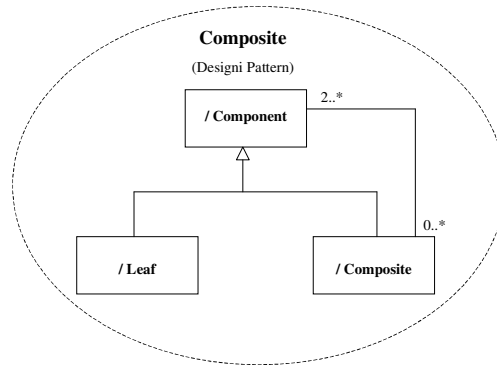 Composite
(Designi Pattern)
/ Component
2..*
0..*
/ Leaf
/ Composite